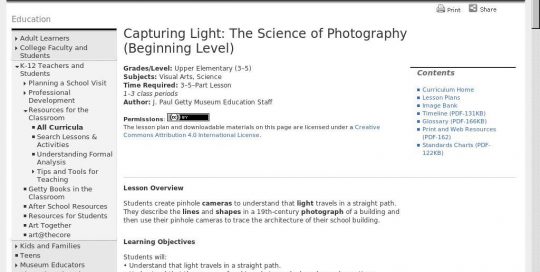 Print Share
Education
Adult Learners
College Faculty and
Students
K-12 Teachers and
Students
Planning a School Visit
Professional
Development
Resources for the
Classroom
All Curricula
Search Lessons &
Activities
Understanding Formal
Analysis
Tips and Tools for
Teaching
Getty Books in the
Classroom
After School Resources
Resources for Students
Art Together
art@thecore
Kids and Families
Teens
Museum Educators
Capturing Light: The Science of Photography
(Beginning Level)
Grades/Level: Upper Elementary (3–5)
Subjects: Visual Arts, Science
Time Required: 3–5–Part Lesson
1–3 class periods
Author: J. Paul Getty Museum Education Staff
Permissions: (cc) BY
The lesson plan and downloadable materials on this page are licensed under a Creative
Commons Attribution 4.0 International License.
Contents
Curriculum Home
Lesson Plans
Image Bank
Timeline (PDF-131KB)
Glossary (PDF-166KB)
Print and Web Resources
(PDF-162)
Standards Charts (PDF-
122KB)
Lesson Overview
Students create pinhole cameras to understand that light travels in a straight path.
They describe the lines and shapes in a 19th-century photograph of a building and
then use their pinhole cameras to trace the architecture of their school building.
Learning Objectives
Students will:
• Understand that light travels in a straight path.